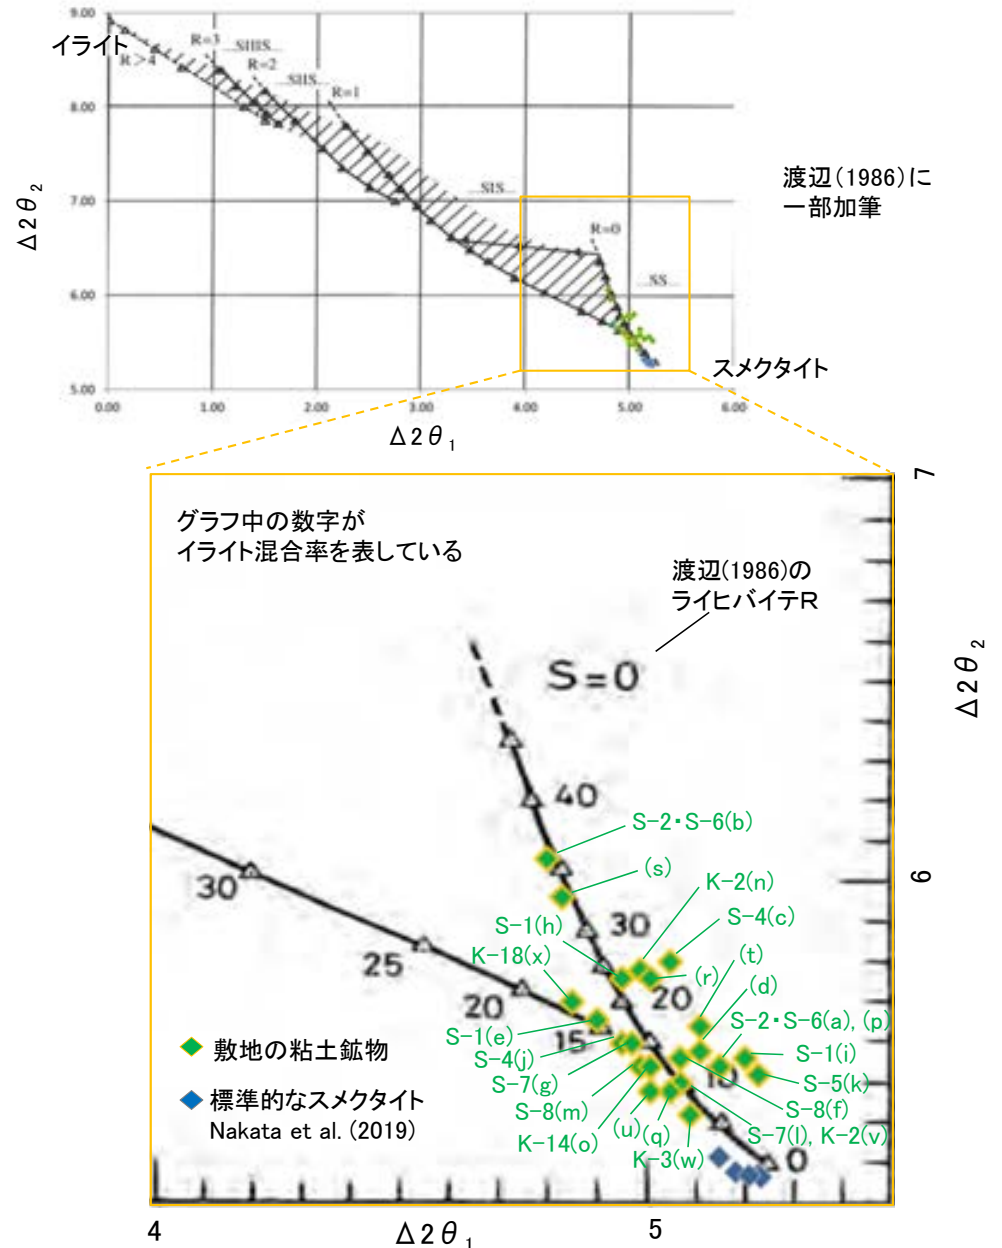 9.00
8.00
7.00
6.00
5.00
0.00
1.00
2.00
3.00
4.00
5.00
6.00
イライト
R>4
R=3
...SIIIS...
R=2
...SIIS...
R=1
...SIS...
R=0
...SS...
Δ2θ2
Δ2θ1
スメクタイト
渡辺(1986)に
一部加筆
グラフ中の数字が
イライト混合率を表している
渡辺(1986)の
ライヒバイテR
S=0
40
30
20
10
0
30
25
20
15
S-2・S-6(b)
(s)
K-2(n)
S-1(h)
S-4(c)
K-18(x)
(r)
(t)
(d)
S-2・S-6(a), (p)
S-1(e)
S-4(j)
S-1(i)
S-7(g)
S-5(k)
S-8(m)
S-8(f)
K-14(o)
(u)
(q)
S-7(l), K-2(v)
K-3(w)
敷地の粘土鉱物
標準的なスメクタイト
Nakata et al. (2019)
7
6
Δ2θ2
4
5
Δ2θ1